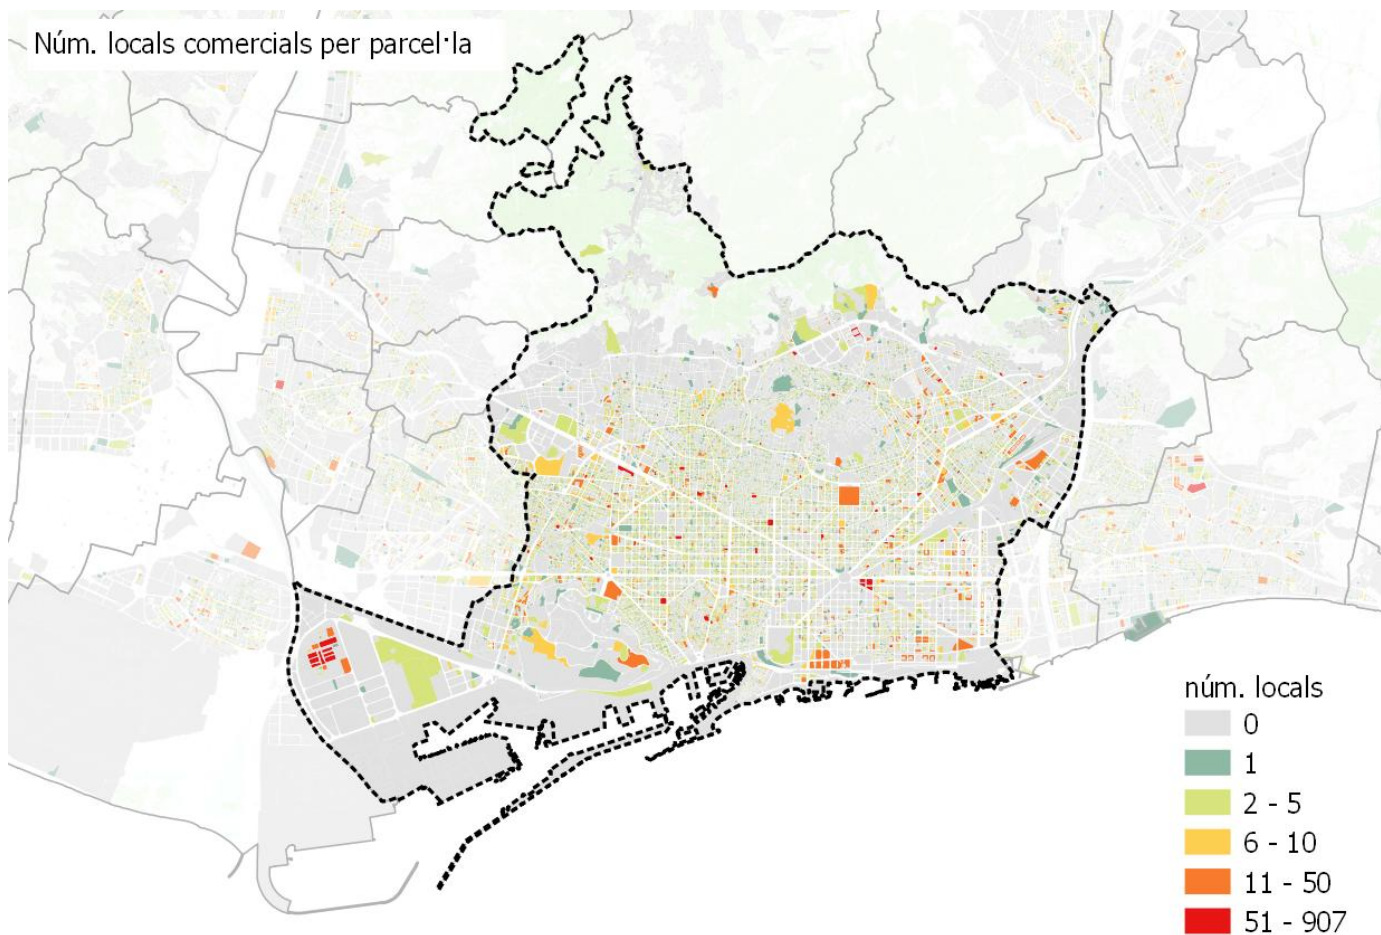 Núm. locals comercials per parcel·la
núm. locals
0
1
2 - 5
6 - 10
11 - 50
51 - 907